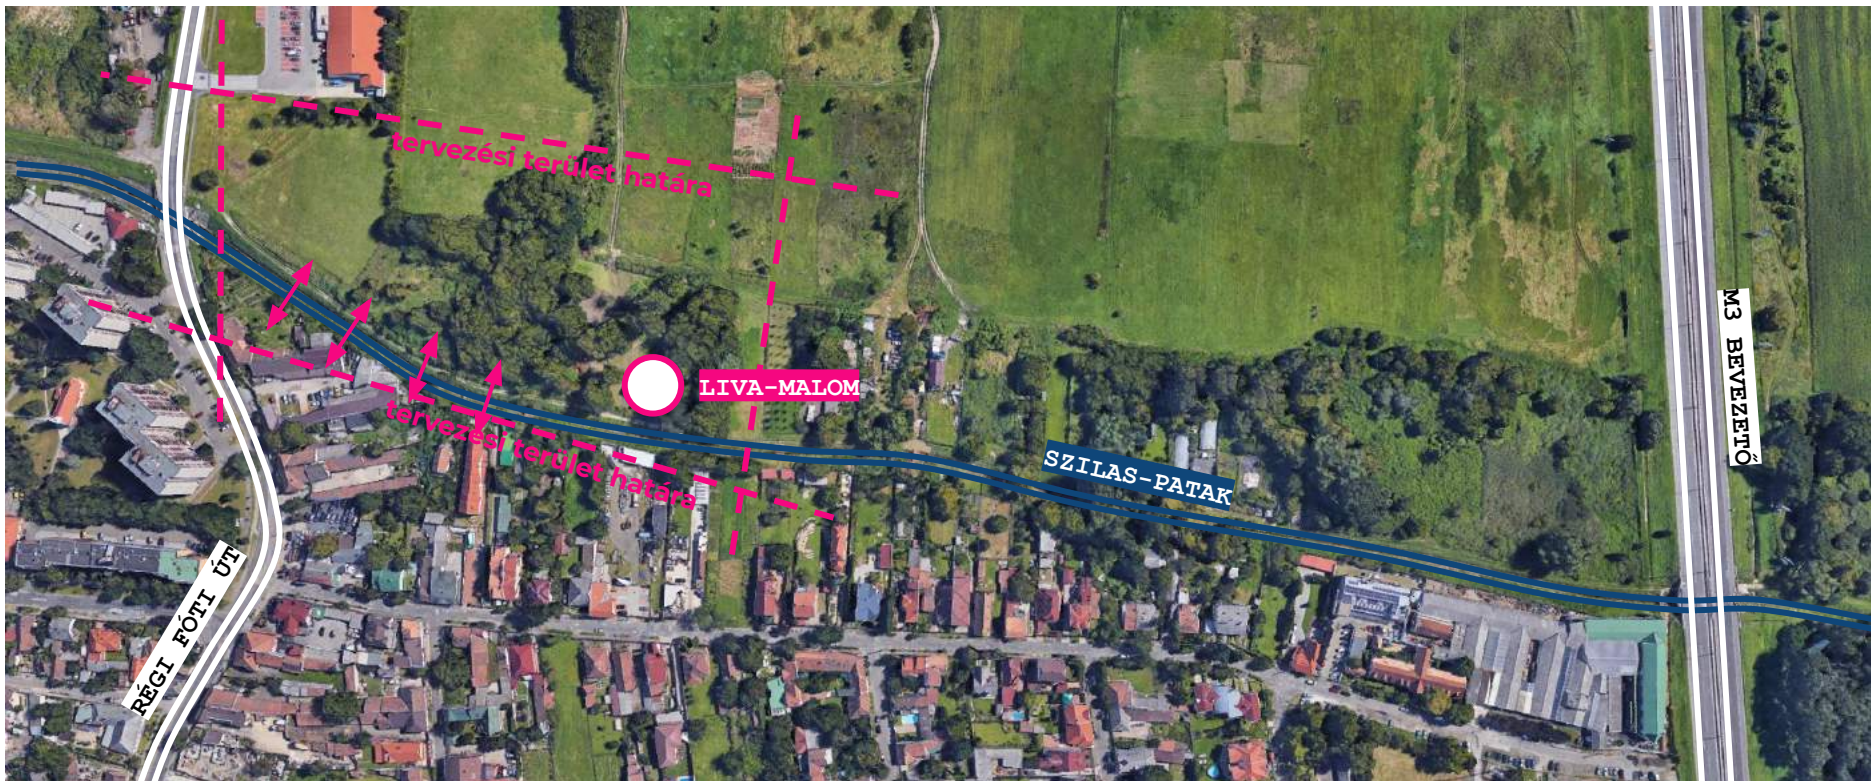 tervezési terület határa
LIVA-MALOM
tervezési terület határa
SZILAS-PATAK
M3 BEVEZETŐ
RÉGI FÓTI ÚT